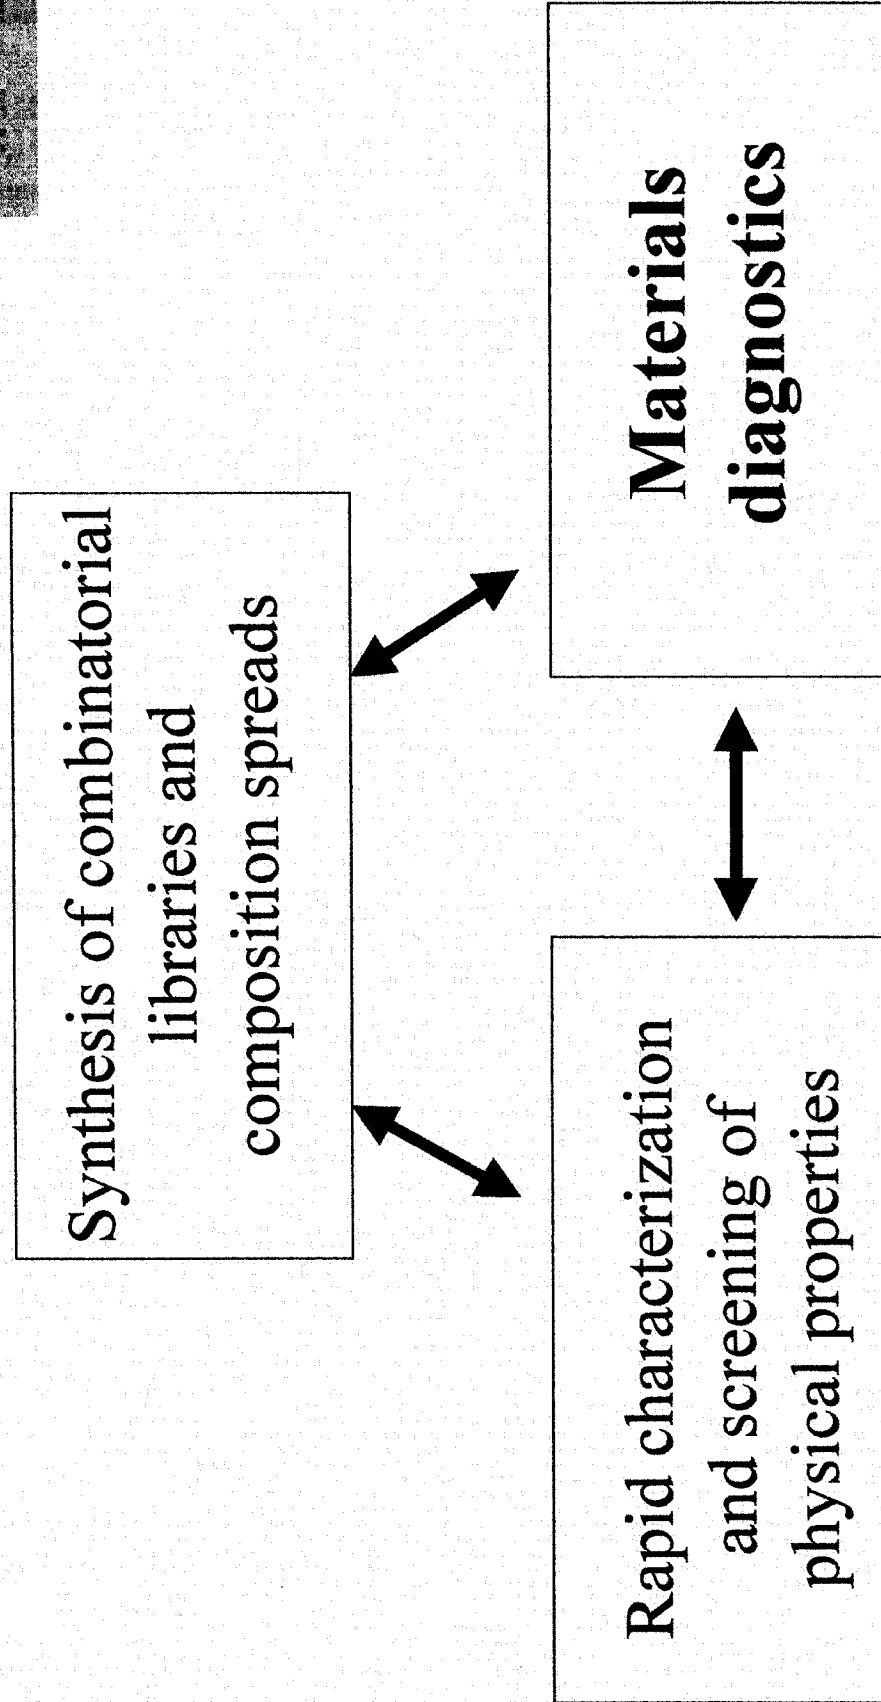 Synthesis of combinatorial
libraries and
composition spreads
Rapid characterization
and screening of
physical properties
Materials
diagnostics